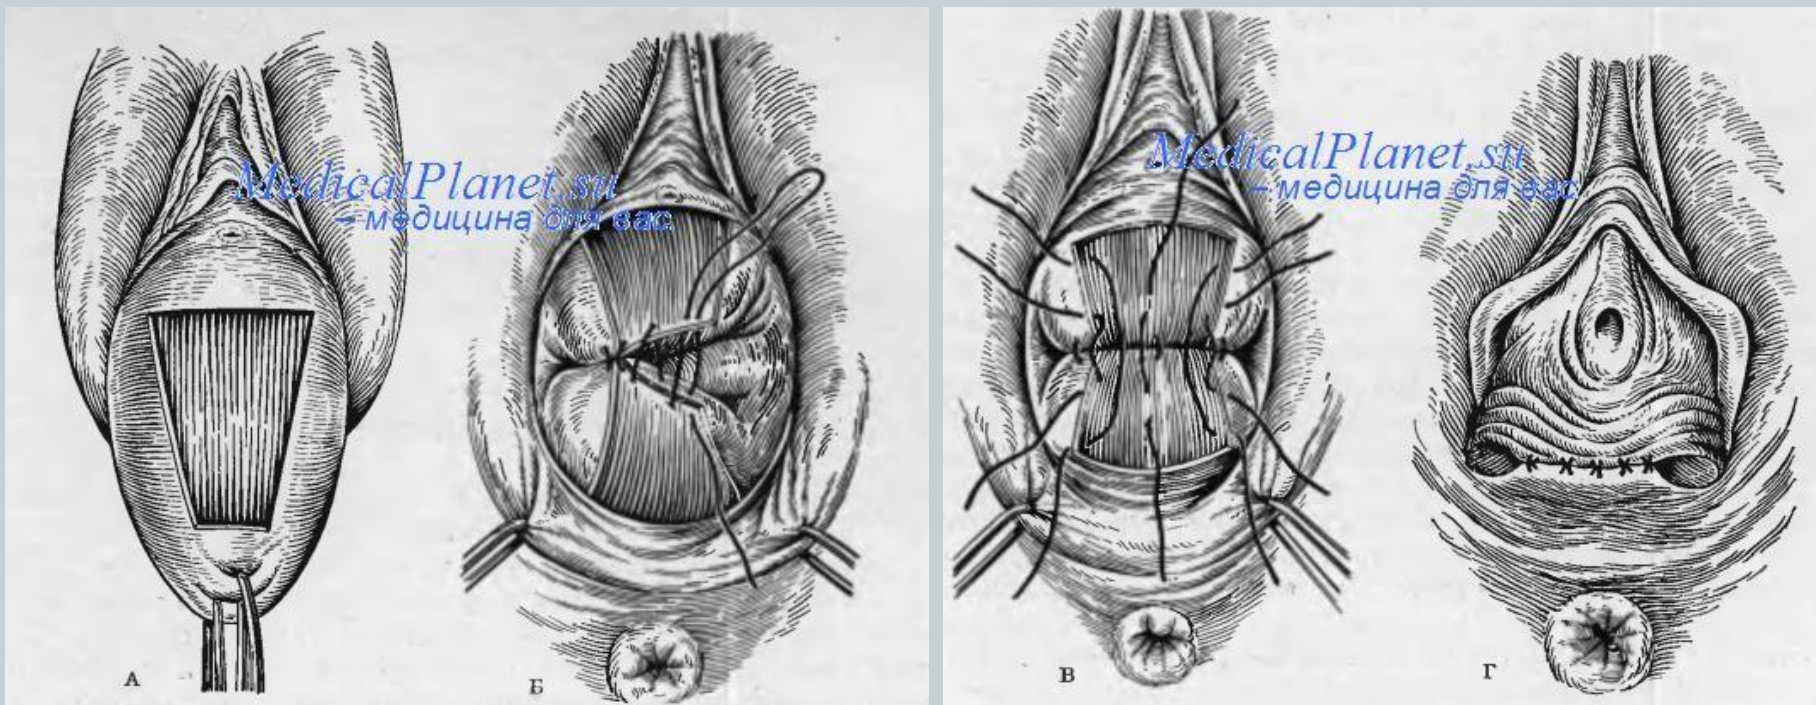 MedicalPlanet.su
– медицина для вас.
MedicalPlanet.su
– медицина для вас
А
Б
В
Г